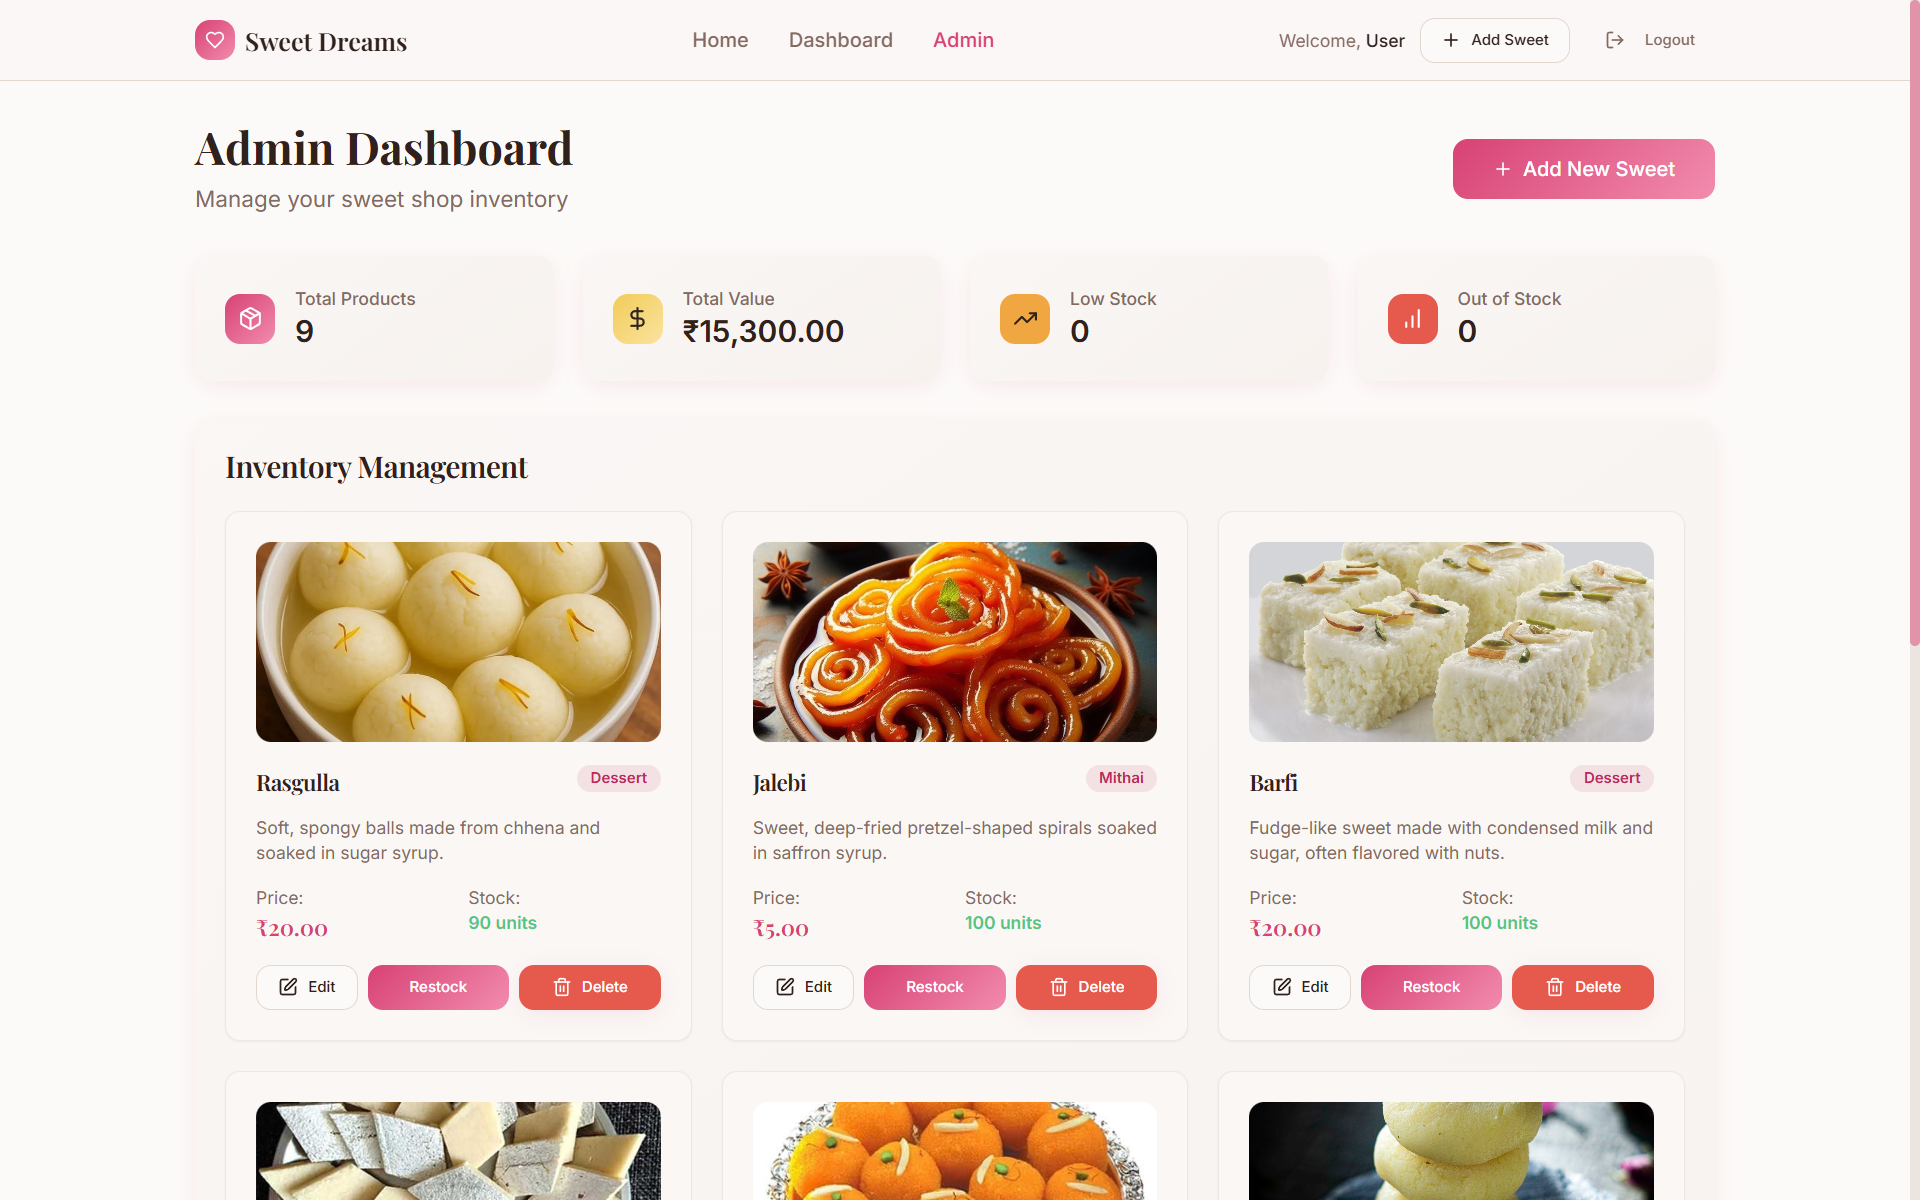 Sweet Dreams
Home
Dashboard
Admin
Welcome, User
Add Sweet
Logout
Admin Dashboard
Manage your sweet shop inventory
Add New Sweet
Total Products
9
Total Value
₹15,300.00
Low Stock
0
Out of Stock
0
Inventory Management
Rasgulla
Dessert
Soft, spongy balls made from chhena and
soaked in sugar syrup.
Price:
₹20.00
Stock:
90 units
Edit
Restock
Delete
Jalebi
Mithai
Sweet, deep-fried pretzel-shaped spirals soaked
in saffron syrup.
Price:
₹5.00
Stock:
100 units
Edit
Restock
Delete
Barfi
Dessert
Fudge-like sweet made with condensed milk and
sugar, often flavored with nuts.
Price:
₹20.00
Stock:
100 units
Edit
Restock
Delete